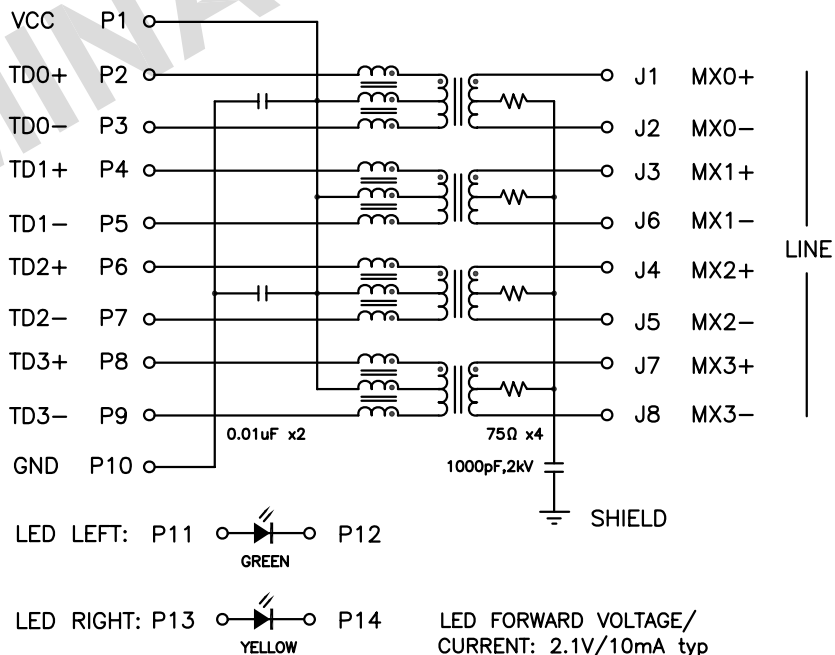 VCC P1
TD0+ P2 J1 MX0+
TD0- P3 J2 MX0-
TD1+ P4 J3 MX1+
TD1- P5 J6 MX1-
LINE
TD2+ P6 J4 MX2+
TD2- P7 J5 MX2-
TD3+ P8 J7 MX3+
TD3- P9 J8 MX3-
0.01uF x2 75Ω x4
GND P10 1000pF,2kV
SHIELD
LED LEFT: P11 P12
GREEN
LED RIGHT: P13 P14 LED FORWARD VOLTAGE/
YELLOW CURRENT: 2.1V/10mA typ